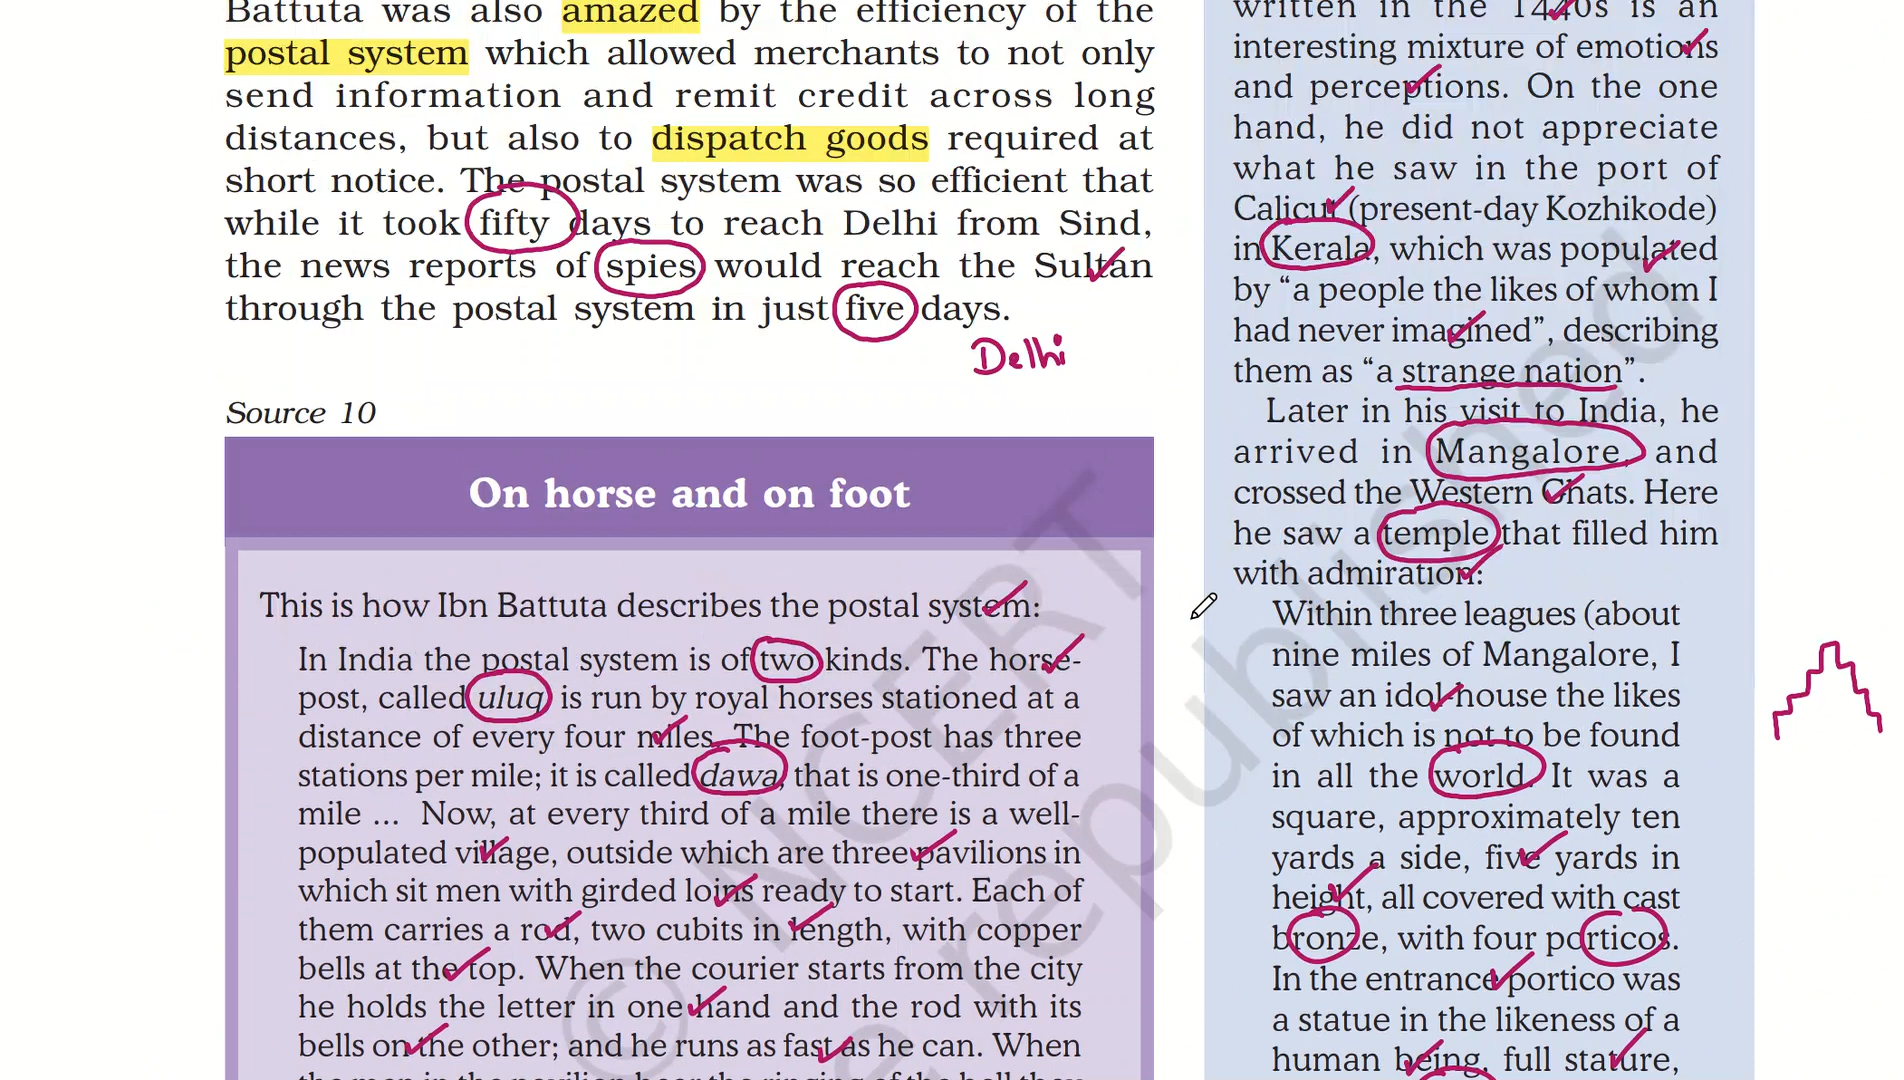 Battuta was also amazed by the efficiency of the
postal system which allowed merchants to not only
send information and remit credit across long
distances, but also to dispatch goods required at
short notice. The postal system was so efficient that
while it took fifty days to reach Delhi from Sind,
the news reports of spies would reach the Sultan
through the postal system in just five days.
Delhi
Source 10
On horse and on foot
This is how Ibn Battuta describes the postal system:
In India the postal system is of two kinds. The horse-
post, called uluq is run by royal horses stationed at a
distance of every four miles. The foot-post has three
stations per mile; it is called dawa, that is one-third of a
mile ... Now, at every third of a mile there is a well-
populated village, outside which are three pavilions in
which sit men with girded loins ready to start. Each of
them carries a rod, two cubits in length, with copper
bells at the top. When the courier starts from the city
he holds the letter in one hand and the rod with its
bells on the other; and he runs as fast as he can. When
the men in the pavilion hear the ringing of the bell they
written in the 1440s is an
interesting mixture of emotions
and perceptions. On the one
hand, he did not appreciate
what he saw in the port of
Calicut (present-day Kozhikode)
in Kerala, which was populated
by “a people the likes of whom I
had never imagined”, describing
them as “a strange nation”.
Later in his visit to India, he
arrived in Mangalore, and
crossed the Western Ghats. Here
he saw a temple that filled him
with admiration:
Within three leagues (about
nine miles of Mangalore, I
saw an idol-house the likes
of which is not to be found
in all the world. It was a
square, approximately ten
yards a side, five yards in
height, all covered with cast
bronze, with four porticos.
In the entrance portico was
a statue in the likeness of a
human being, full stature,
© NCERT
be republished